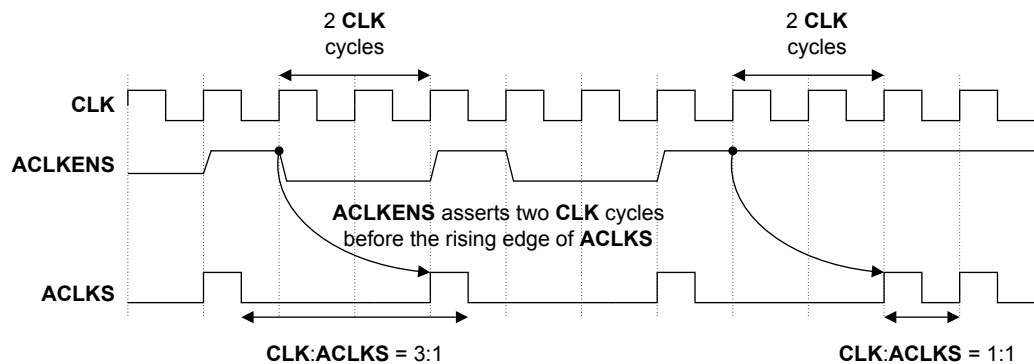 2 CLK
cycles
2 CLK
cycles
CLK
ACLKENS
ACLKENS asserts two CLK cycles
before the rising edge of ACLKS
ACLKS
CLK:ACLKS = 3:1
CLK:ACLKS = 1:1